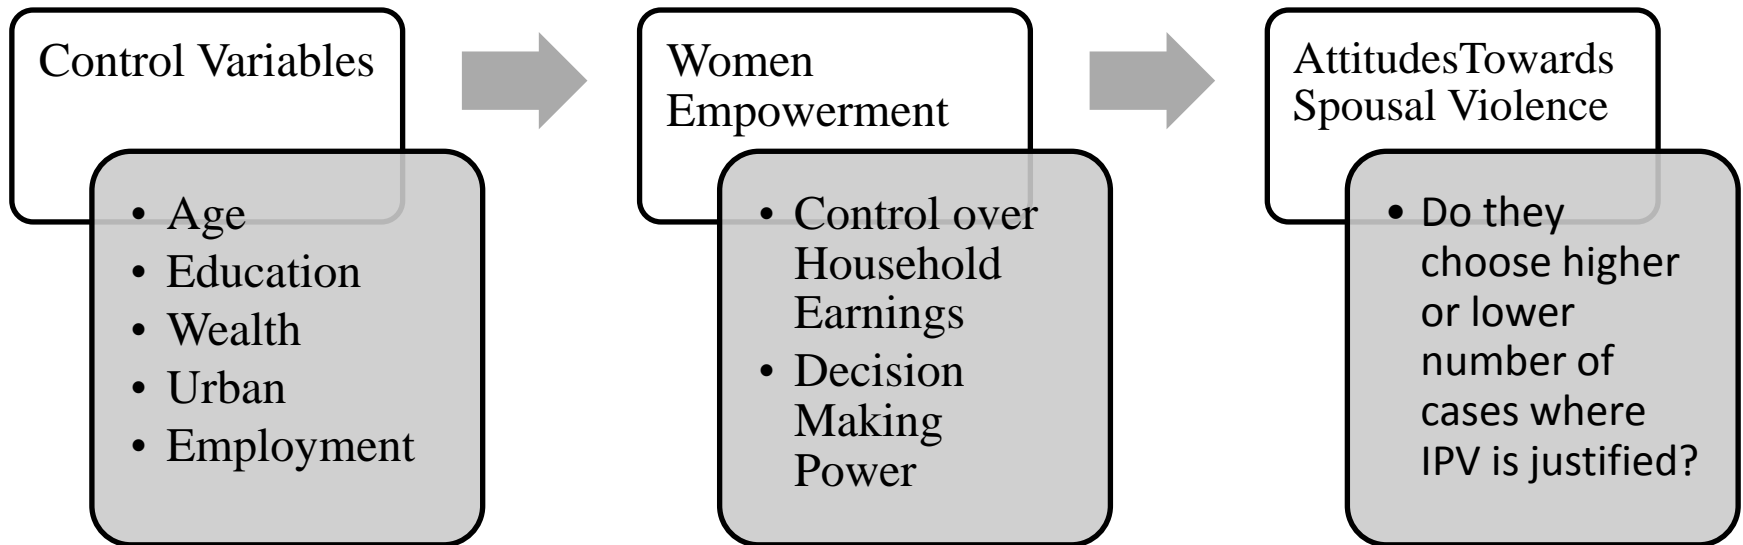 Control Variables
• Age
• Education
• Wealth
• Urban
• Employment
Women
Empowerment
• Control over
Household
Earnings
• Decision
Making
Power
AttitudesTowards
Spousal Violence
• Do they
choose higher
or lower
number of
cases where
IPV is justified?